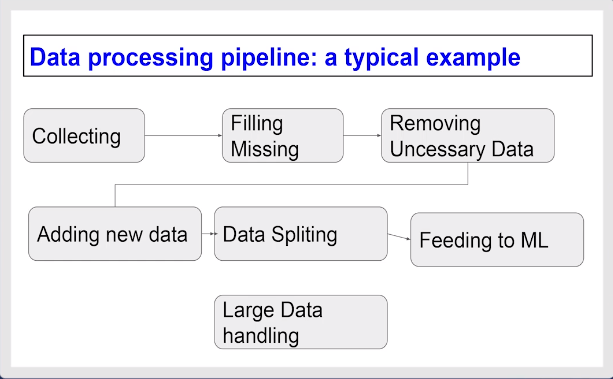 Data processing pipeline: a typical example
Collecting
Filling
Missing
Removing
Uncessary Data
Adding new data
Data Spliting
Feeding to ML
Large Data
handling